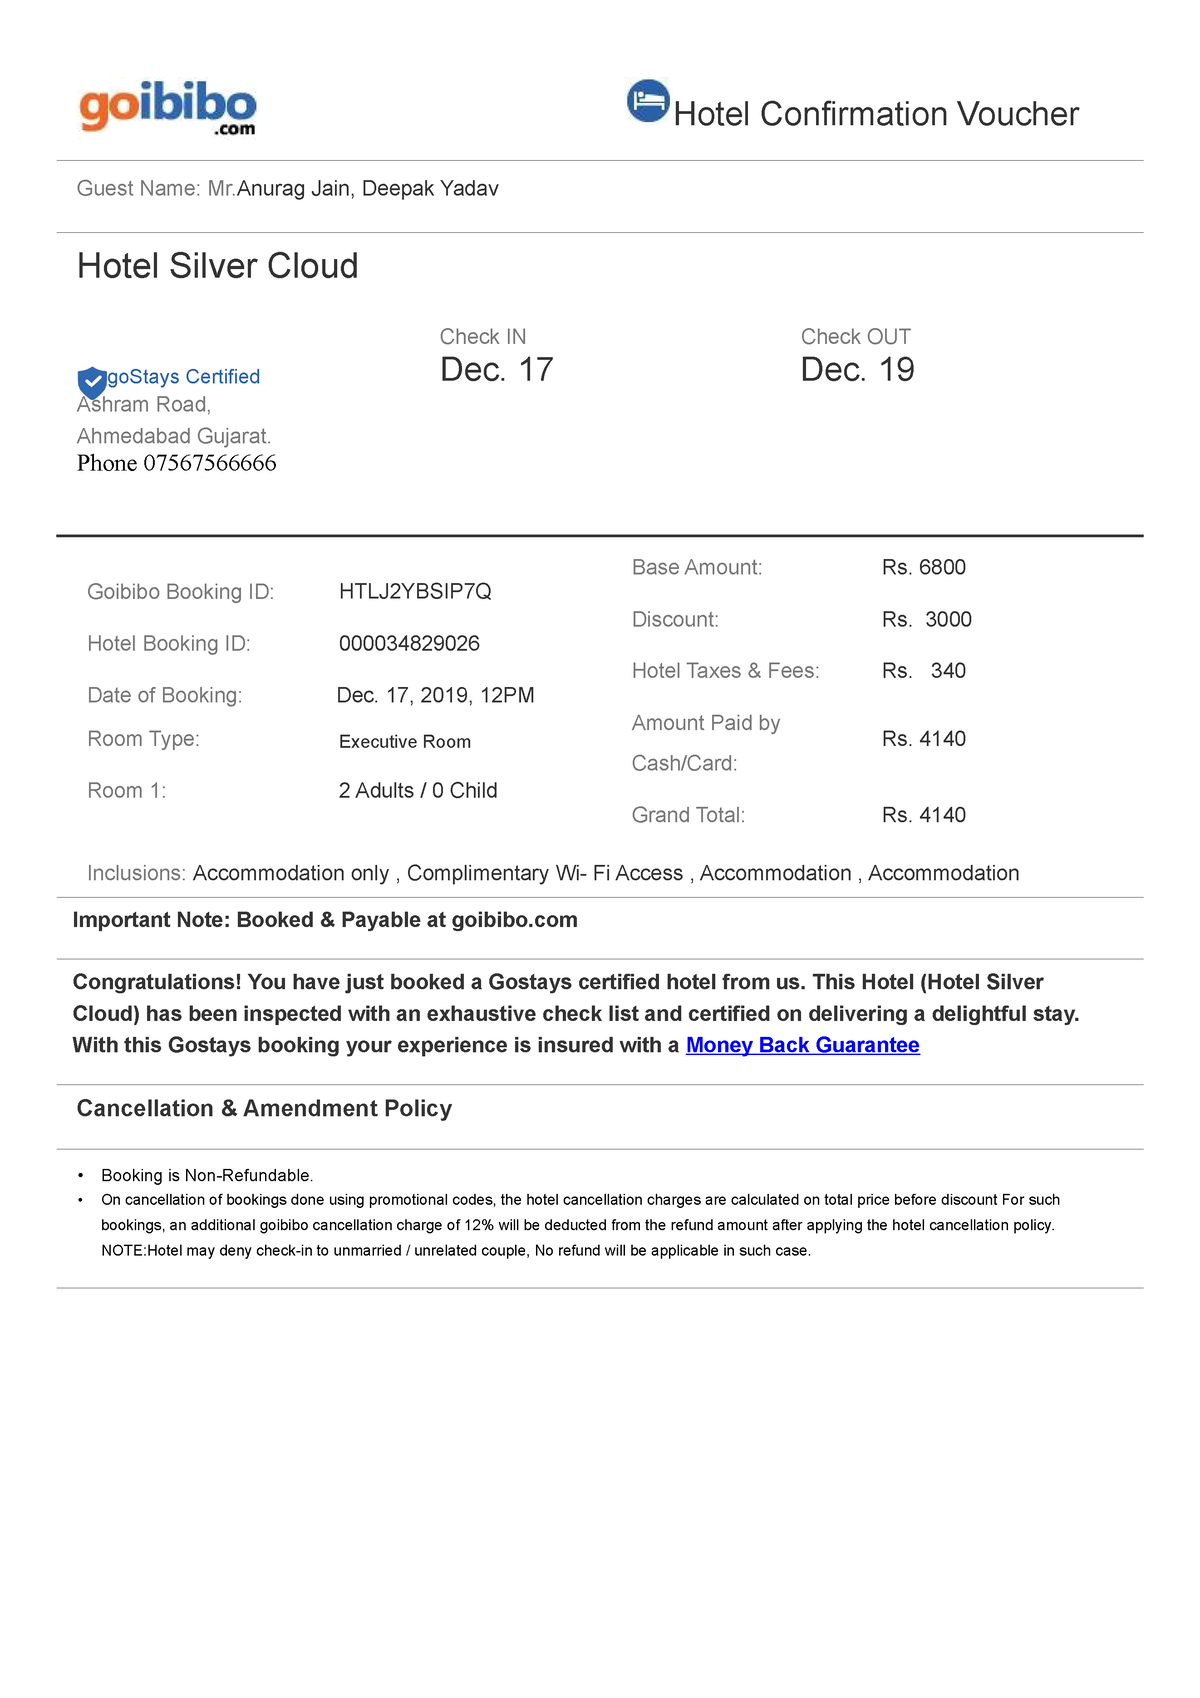 goibibo
.com
Hotel Confirmation Voucher
Guest Name: Mr.Anurag Jain, Deepak Yadav
Hotel Silver Cloud
Check IN
Dec. 17
Check OUT
Dec. 19
goStays Certified
Ashram Road,
Ahmedabad Gujarat.
Phone 07567566666
Goibibo Booking ID: HTLJ2YBSIP7Q
Hotel Booking ID: 000034829026
Date of Booking: Dec. 17, 2019, 12PM
Room Type: Executive Room
Room 1: 2 Adults / 0 Child
Base Amount: Rs. 6800
Discount: Rs. 3000
Hotel Taxes & Fees: Rs. 340
Amount Paid by
Cash/Card: Rs. 4140
Grand Total: Rs. 4140
Inclusions: Accommodation only , Complimentary Wi- Fi Access , Accommodation , Accommodation
Important Note: Booked & Payable at goibibo.com
Congratulations! You have just booked a Gostays certified hotel from us. This Hotel (Hotel Silver
Cloud) has been inspected with an exhaustive check list and certified on delivering a delightful stay.
With this Gostays booking your experience is insured with a Money Back Guarantee
Cancellation & Amendment Policy
• Booking is Non-Refundable.
• On cancellation of bookings done using promotional codes, the hotel cancellation charges are calculated on total price before discount For such
bookings, an additional goibibo cancellation charge of 12% will be deducted from the refund amount after applying the hotel cancellation policy.
NOTE:Hotel may deny check-in to unmarried / unrelated couple, No refund will be applicable in such case.